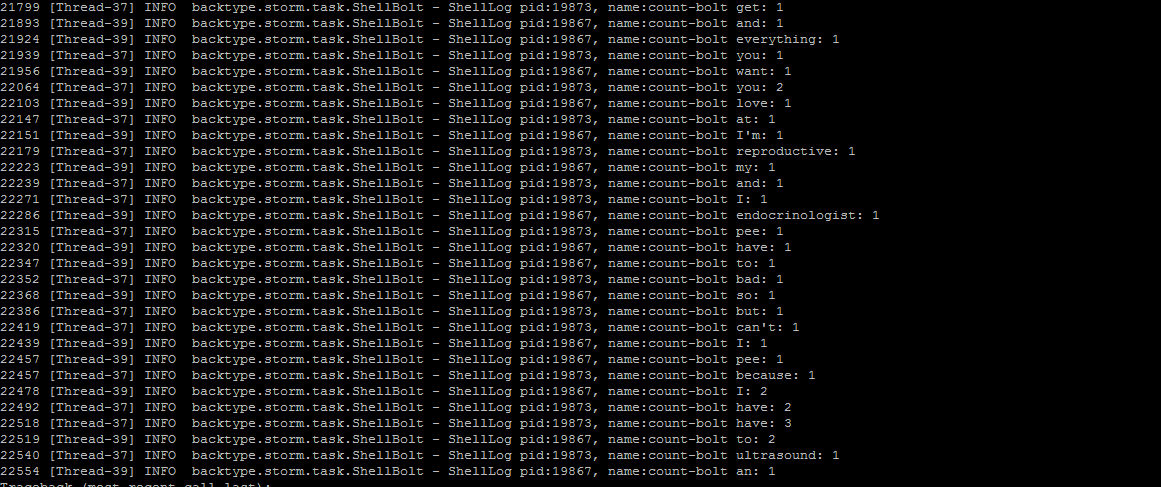 21799 [Thread-37] INFO  backtype.storm.task.ShellBolt - ShellLog pid:19873, name:count-bolt get: 1
21893 [Thread-39] INFO  backtype.storm.task.ShellBolt - ShellLog pid:19867, name:count-bolt and: 1
21924 [Thread-39] INFO  backtype.storm.task.ShellBolt - ShellLog pid:19867, name:count-bolt everything: 1
21939 [Thread-37] INFO  backtype.storm.task.ShellBolt - ShellLog pid:19873, name:count-bolt you: 1
21956 [Thread-39] INFO  backtype.storm.task.ShellBolt - ShellLog pid:19867, name:count-bolt want: 1
22064 [Thread-37] INFO  backtype.storm.task.ShellBolt - ShellLog pid:19873, name:count-bolt you: 2
22103 [Thread-39] INFO  backtype.storm.task.ShellBolt - ShellLog pid:19867, name:count-bolt love: 1
22147 [Thread-37] INFO  backtype.storm.task.ShellBolt - ShellLog pid:19873, name:count-bolt at: 1
22151 [Thread-39] INFO  backtype.storm.task.ShellBolt - ShellLog pid:19867, name:count-bolt I'm: 1
22179 [Thread-37] INFO  backtype.storm.task.ShellBolt - ShellLog pid:19873, name:count-bolt reproductive: 1
22223 [Thread-39] INFO  backtype.storm.task.ShellBolt - ShellLog pid:19867, name:count-bolt my: 1
22239 [Thread-37] INFO  backtype.storm.task.ShellBolt - ShellLog pid:19873, name:count-bolt and: 1
22271 [Thread-37] INFO  backtype.storm.task.ShellBolt - ShellLog pid:19873, name:count-bolt I: 1
22286 [Thread-39] INFO  backtype.storm.task.ShellBolt - ShellLog pid:19867, name:count-bolt endocrinologist: 1
22315 [Thread-37] INFO  backtype.storm.task.ShellBolt - ShellLog pid:19873, name:count-bolt pee: 1
22320 [Thread-39] INFO  backtype.storm.task.ShellBolt - ShellLog pid:19867, name:count-bolt have: 1
22347 [Thread-39] INFO  backtype.storm.task.ShellBolt - ShellLog pid:19867, name:count-bolt to: 1
22352 [Thread-37] INFO  backtype.storm.task.ShellBolt - ShellLog pid:19873, name:count-bolt bad: 1
22368 [Thread-39] INFO  backtype.storm.task.ShellBolt - ShellLog pid:19867, name:count-bolt so: 1
22386 [Thread-37] INFO  backtype.storm.task.ShellBolt - ShellLog pid:19873, name:count-bolt but: 1
22419 [Thread-37] INFO  backtype.storm.task.ShellBolt - ShellLog pid:19873, name:count-bolt can't: 1
22439 [Thread-39] INFO  backtype.storm.task.ShellBolt - ShellLog pid:19867, name:count-bolt I: 1
22457 [Thread-39] INFO  backtype.storm.task.ShellBolt - ShellLog pid:19867, name:count-bolt pee: 1
22457 [Thread-37] INFO  backtype.storm.task.ShellBolt - ShellLog pid:19873, name:count-bolt because: 1
22478 [Thread-39] INFO  backtype.storm.task.ShellBolt - ShellLog pid:19867, name:count-bolt I: 2
22492 [Thread-37] INFO  backtype.storm.task.ShellBolt - ShellLog pid:19873, name:count-bolt have: 2
22518 [Thread-37] INFO  backtype.storm.task.ShellBolt - ShellLog pid:19873, name:count-bolt have: 3
22519 [Thread-39] INFO  backtype.storm.task.ShellBolt - ShellLog pid:19867, name:count-bolt to: 2
22540 [Thread-37] INFO  backtype.storm.task.ShellBolt - ShellLog pid:19873, name:count-bolt ultrasound: 1
22554 [Thread-39] INFO  backtype.storm.task.ShellBolt - ShellLog pid:19867, name:count-bolt an: 1
Traceback (most recent call last):